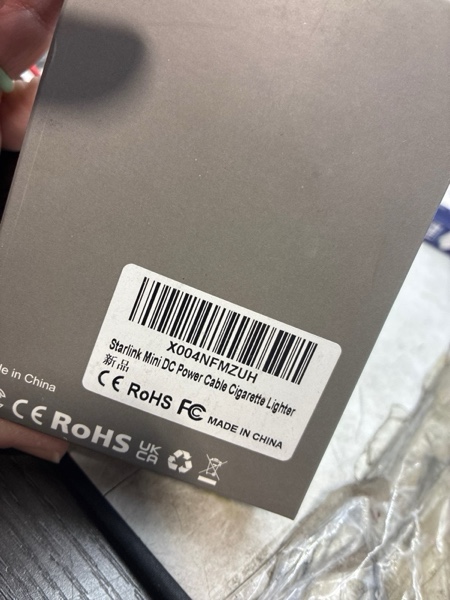 X004NFMZUH
Starlink Mini DC Power Cable Cigarette Lighter
新品
CE RoHS FC MADE IN CHINA
de in China
CE RoHS UK CA